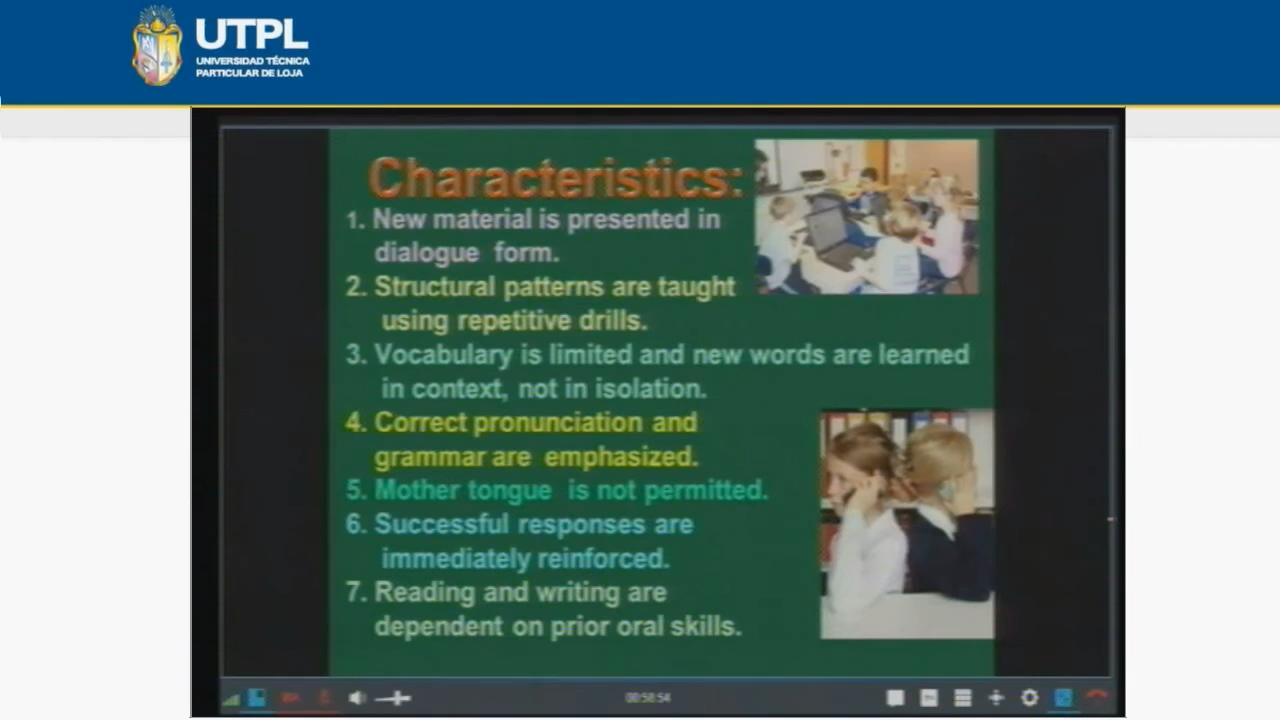 UTPL
UNIVERSIDAD TÉCNICA
PARTICULAR DE LOJA
Characteristics:
1. New material is presented in
dialogue form.
2. Structural patterns are taught
using repetitive drills.
3. Vocabulary is limited and new words are learned
in context, not in isolation.
4. Correct pronunciation and
grammar are emphasized.
5. Mother tongue is not permitted.
6. Successful responses are
immediately reinforced.
7. Reading and writing are
dependent on prior oral skills.
00:58:54